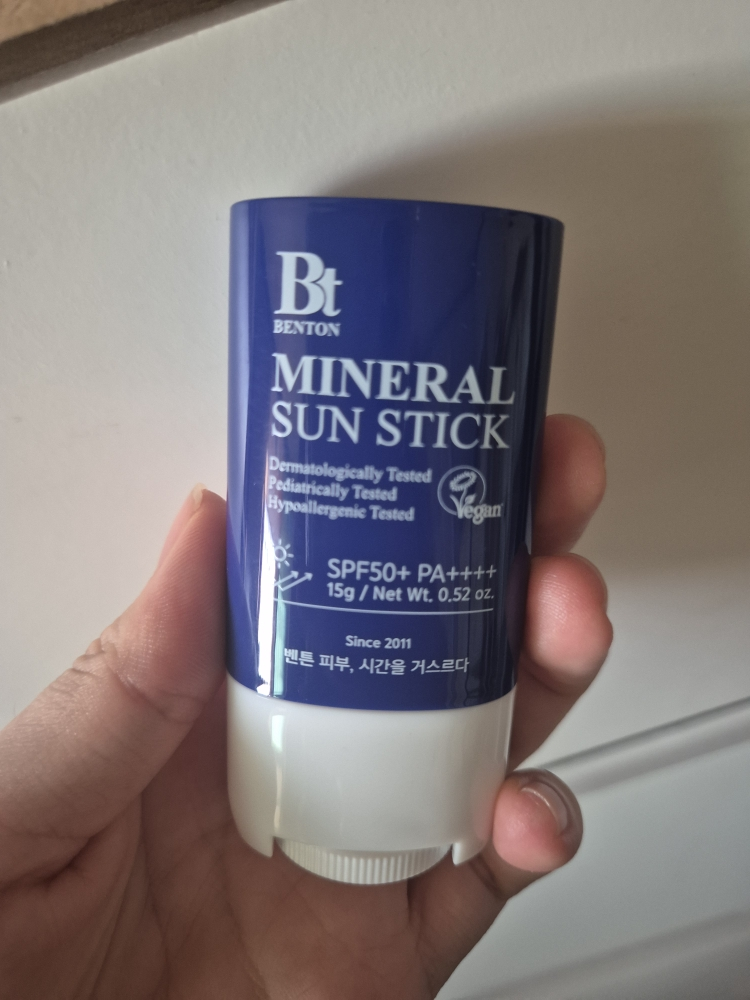 Bt
BENTON
MINERAL
SUN STICK
Dermatologically Tested
Pediatrically Tested
Hypoallergenic Tested
Vegan
SPF50+ PA++++
15g / Net Wt. 0.52 oz.
Since 2011
벤튼 피부, 시간을 거스르다